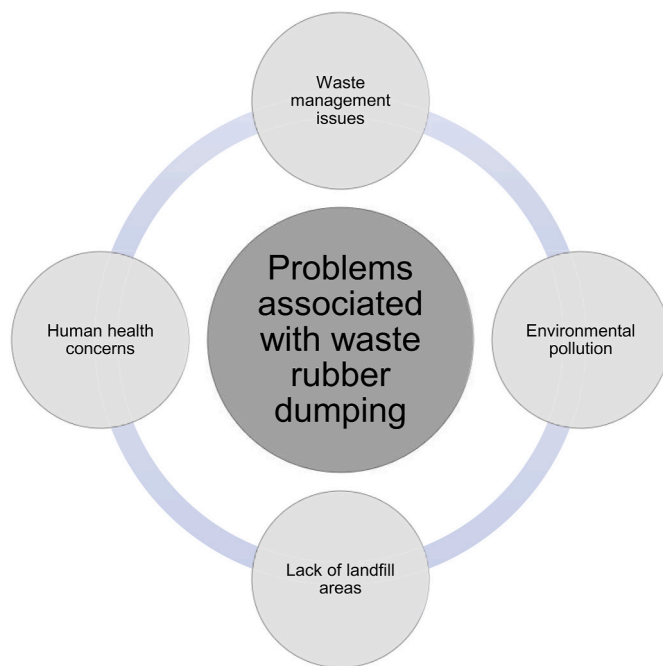 Waste
management
issues
Problems
associated
with waste
rubber
dumping
Human health
concerns
Environmental
pollution
Lack of landfill
areas